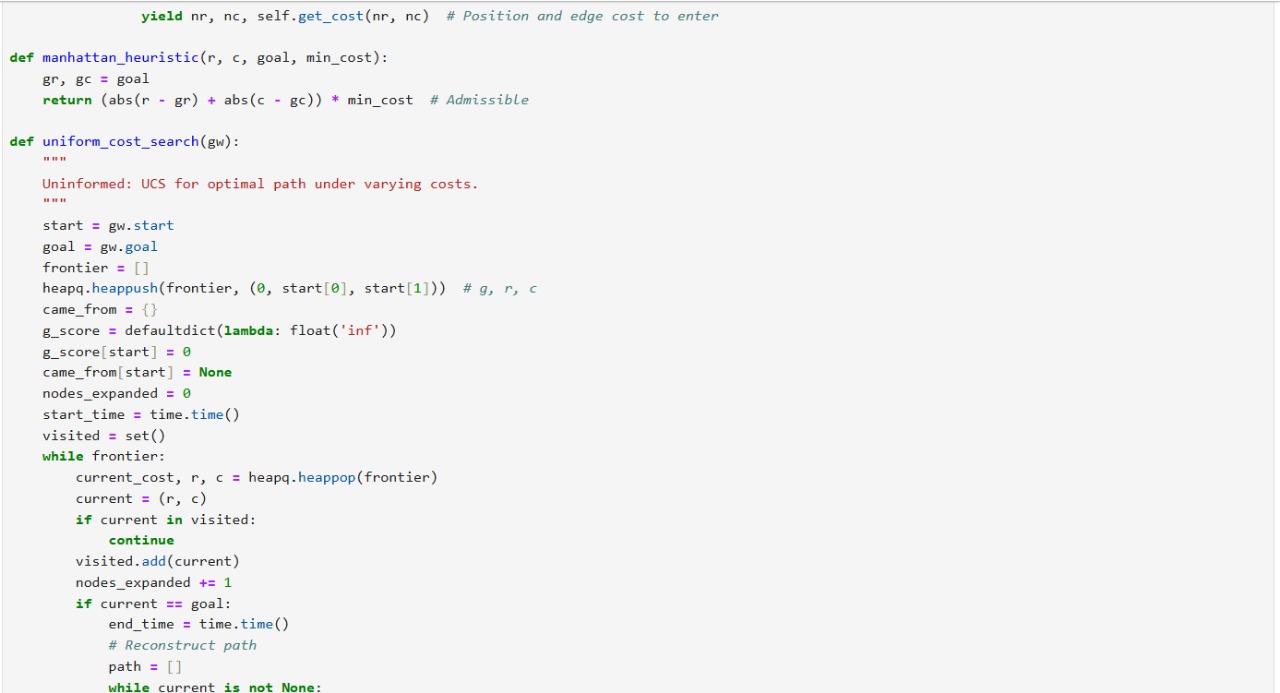 yield nr, nc, self.get_cost(nr, nc)  # Position and edge cost to enter

def manhattan_heuristic(r, c, goal, min_cost):
    gr, gc = goal
    return (abs(r - gr) + abs(c - gc)) * min_cost  # Admissible

def uniform_cost_search(gw):
    """
    Uninformed: UCS for optimal path under varying costs.
    """
    start = gw.start
    goal = gw.goal
    frontier = []
    heapq.heappush(frontier, (0, start[0], start[1]))  # g, r, c
    came_from = {}
    g_score = defaultdict(lambda: float('inf'))
    g_score[start] = 0
    came_from[start] = None
    nodes_expanded = 0
    start_time = time.time()
    visited = set()
    while frontier:
        current_cost, r, c = heapq.heappop(frontier)
        current = (r, c)
        if current in visited:
            continue
        visited.add(current)
        nodes_expanded += 1
        if current == goal:
            end_time = time.time()
            # Reconstruct path
            path = []
            while current is not None: